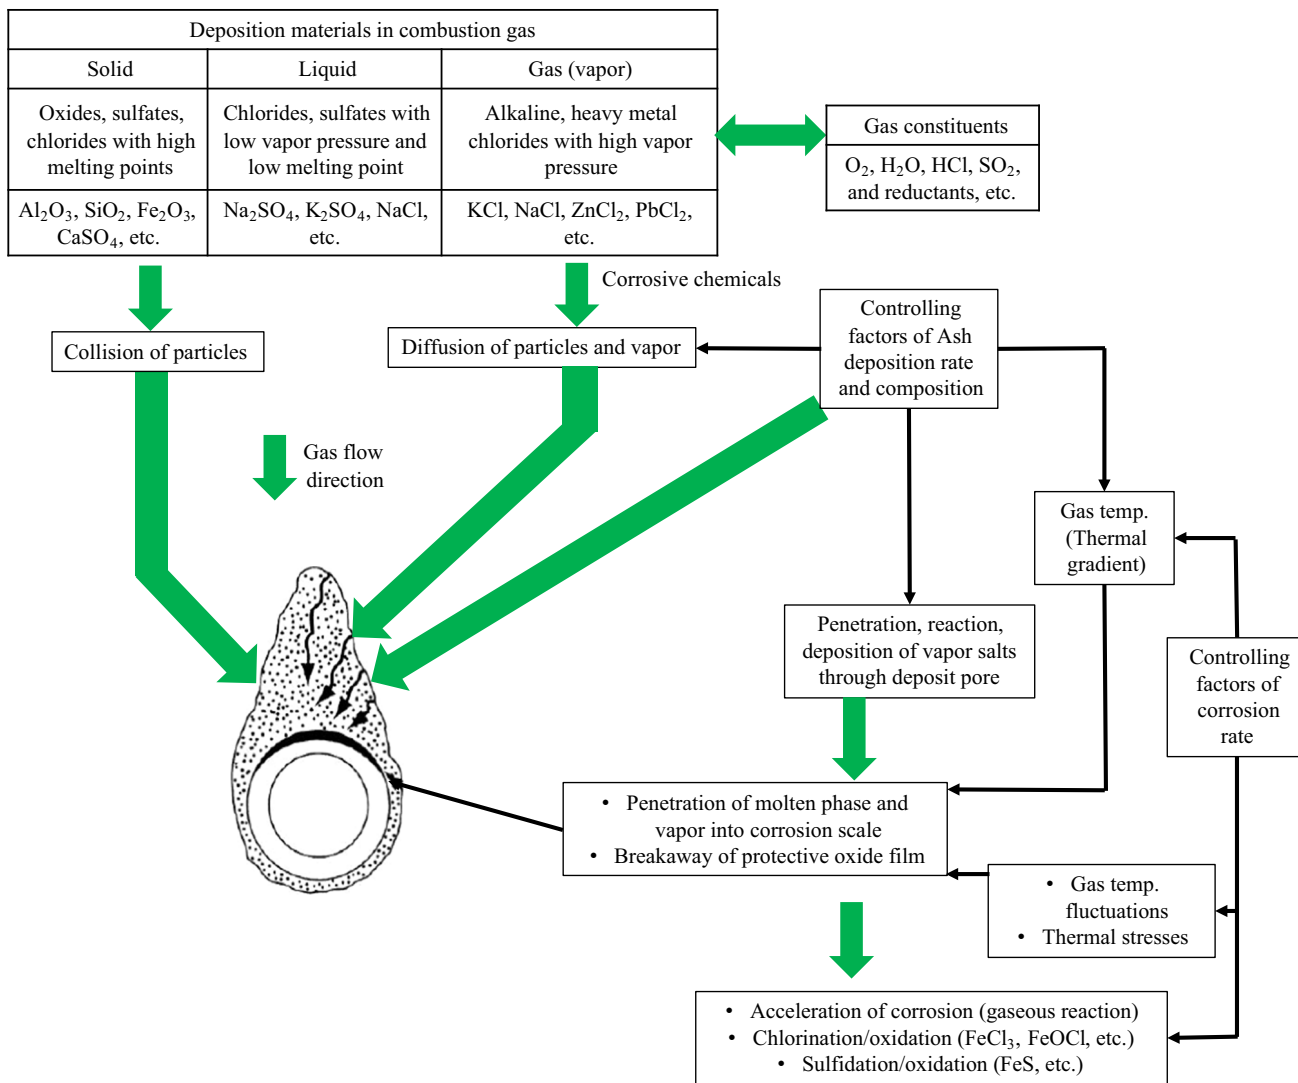 Deposition materials in combustion gas
Solid
Liquid
Gas (vapor)
Oxides, sulfates,
chlorides with high
melting points
Chlorides, sulfates with
low vapor pressure and
low melting point
Alkaline, heavy metal
chlorides with high vapor
pressure
Al₂O₃, SiO₂, Fe₂O₃,
CaSO₄, etc.
Na₂SO₄, K₂SO₄, NaCl,
etc.
KCl, NaCl, ZnCl₂, PbCl₂,
etc.
Gas constituents
O₂, H₂O, HCl, SO₂,
and reductants, etc.
Corrosive chemicals
Collision of particles
Diffusion of particles and vapor
Controlling
factors of Ash
deposition rate
and composition
Gas flow
direction
Gas temp.
(Thermal
gradient)
Penetration, reaction,
deposition of vapor salts
through deposit pore
Controlling
factors of
corrosion
rate
• Penetration of molten phase and
vapor into corrosion scale
• Breakaway of protective oxide film
• Gas temp.
fluctuations
• Thermal stresses
• Acceleration of corrosion (gaseous reaction)
• Chlorination/oxidation (FeCl₃, FeOCl, etc.)
• Sulfidation/oxidation (FeS, etc.)